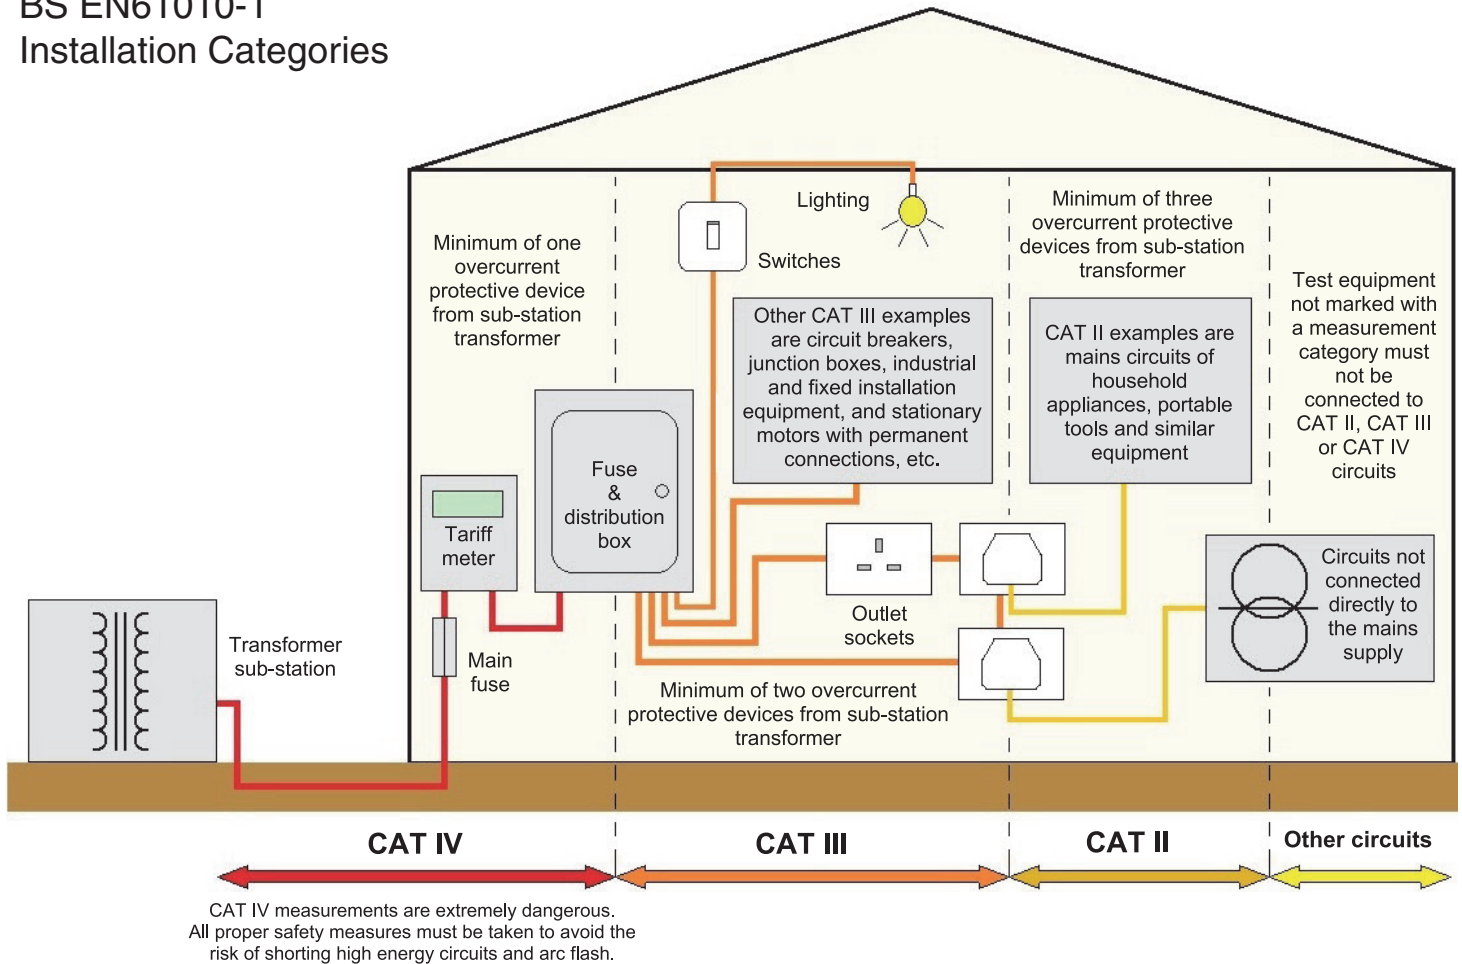 BS EN61010-1
Installation Categories
Minimum of one
overcurrent
protective device
from sub-station
transformer
Lighting
Switches
Minimum of three
overcurrent protective
devices from sub-station
transformer
Test equipment
not marked with
a measurement
category must
not be
connected to
CAT II, CAT III
or CAT IV
circuits
Other CAT III examples
are circuit breakers,
junction boxes, industrial
and fixed installation
equipment, and stationary
motors with permanent
connections, etc.
CAT II examples are
mains circuits of
household
appliances, portable
tools and similar
equipment
Fuse
&
distribution
box
Tariff
meter
Outlet
sockets
Circuits not
connected
directly to
the mains
supply
Transformer
sub-station
Main
fuse
Minimum of two overcurrent
protective devices from sub-station
transformer
CAT IV
CAT III
CAT II
Other circuits
CAT IV measurements are extremely dangerous.
All proper safety measures must be taken to avoid the
risk of shorting high energy circuits and arc flash.